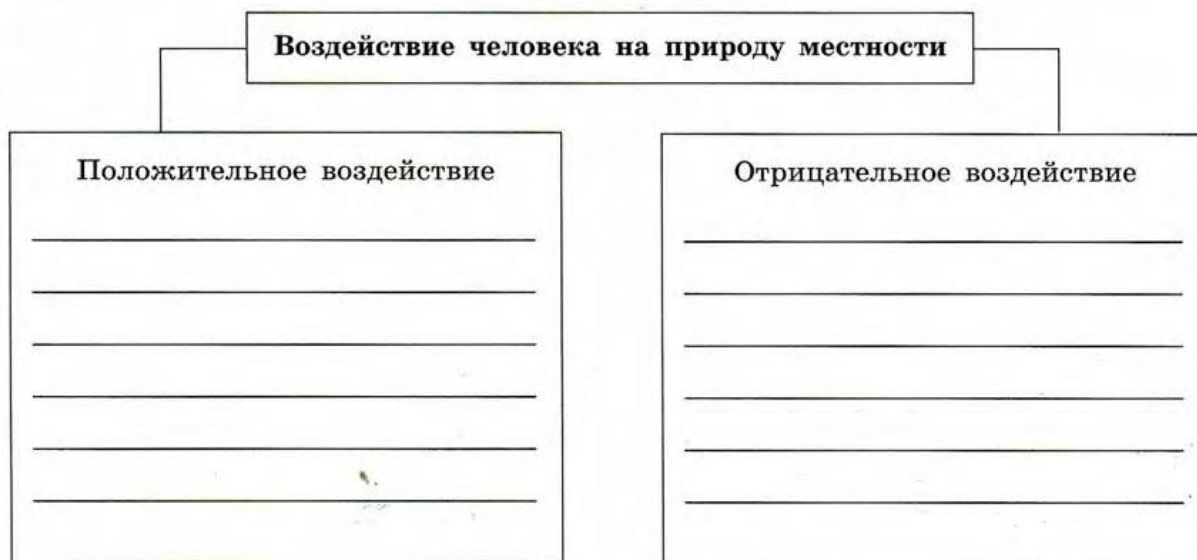 Воздействие человека на природу местности
Положительное воздействие
Отрицательное воздействие